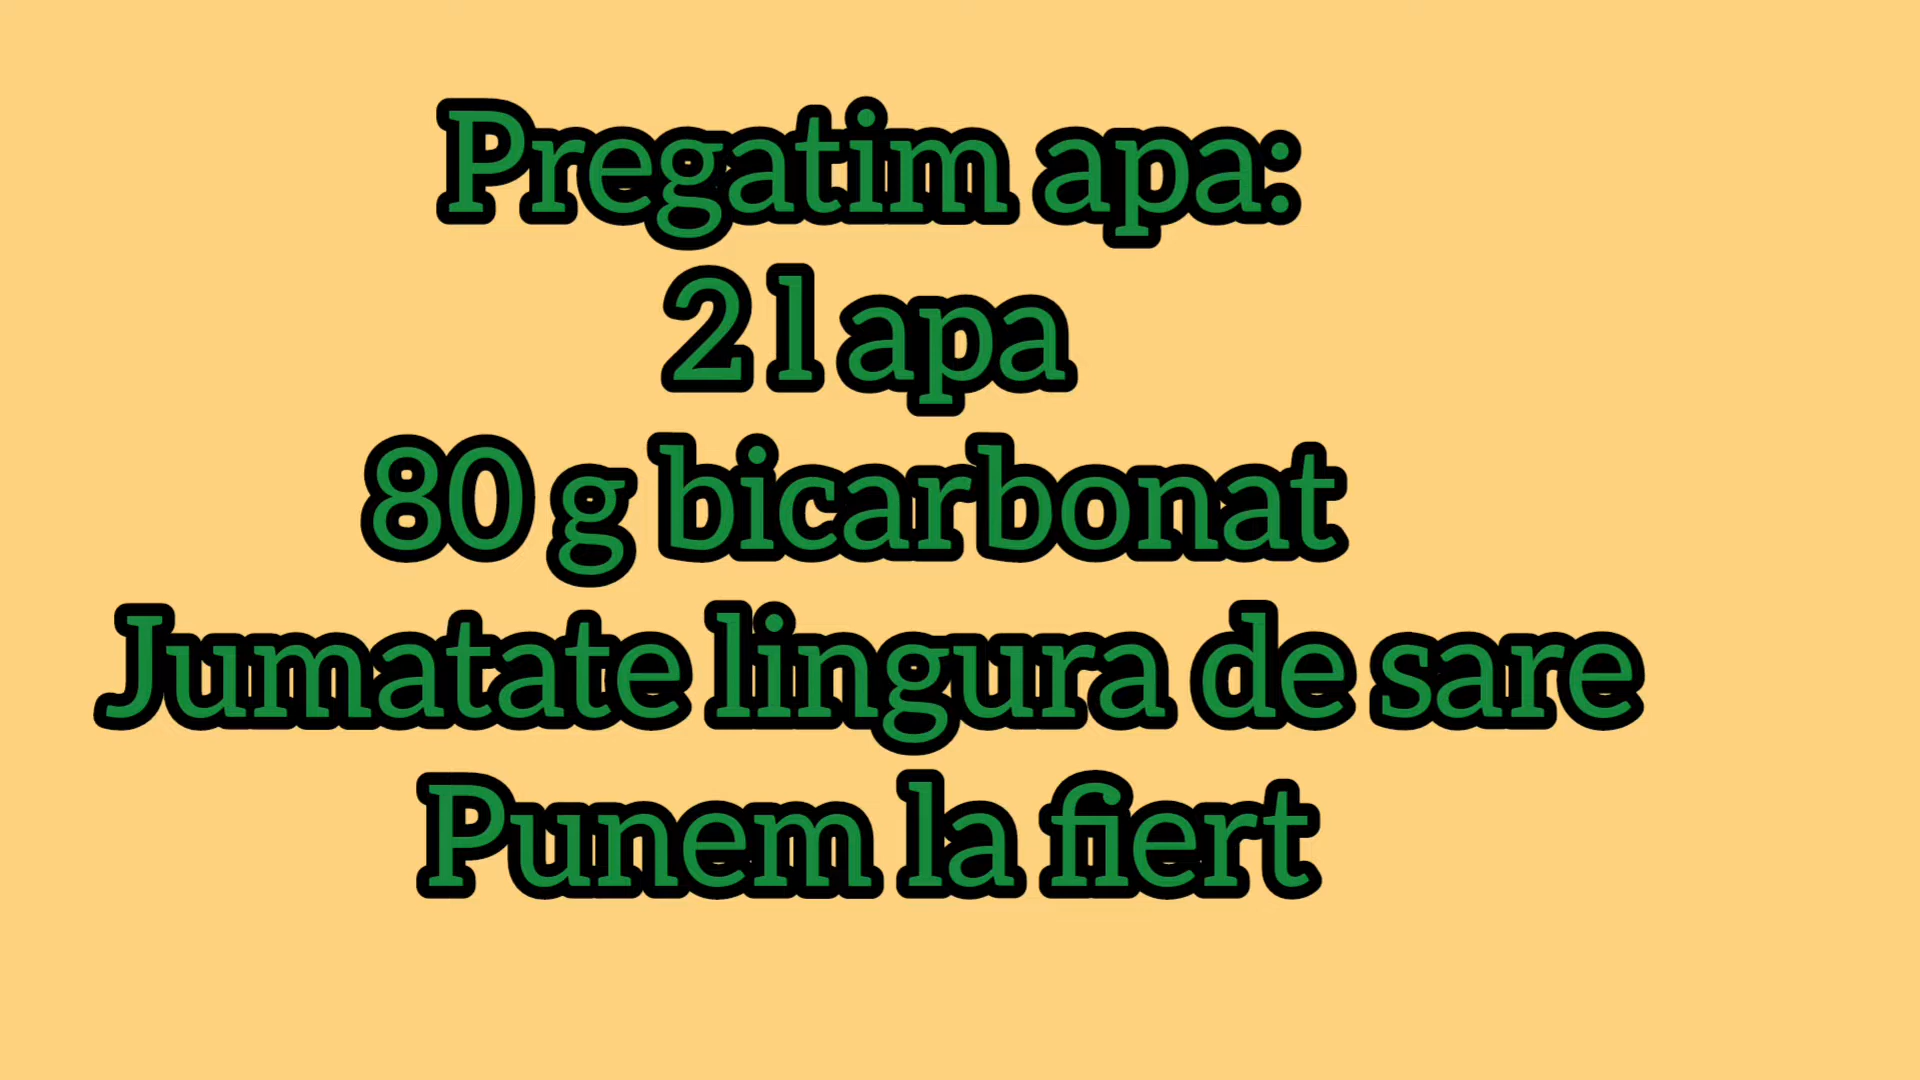 Pregatim apa:
2 l apa
80 g bicarbonat
Jumatate lingura de sare
Punem la fiert